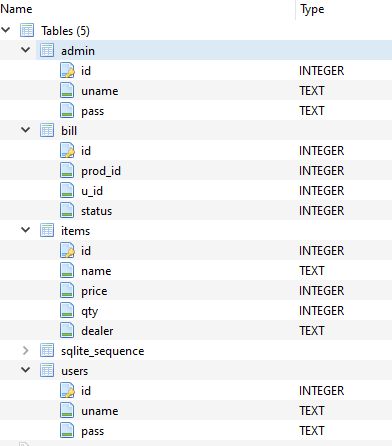 Name Type
Tables (5)
admin
id INTEGER
uname TEXT
pass TEXT
bill
id INTEGER
prod_id INTEGER
u_id INTEGER
status INTEGER
items
id INTEGER
name TEXT
price INTEGER
qty INTEGER
dealer TEXT
sqlite_sequence
users
id INTEGER
uname TEXT
pass TEXT